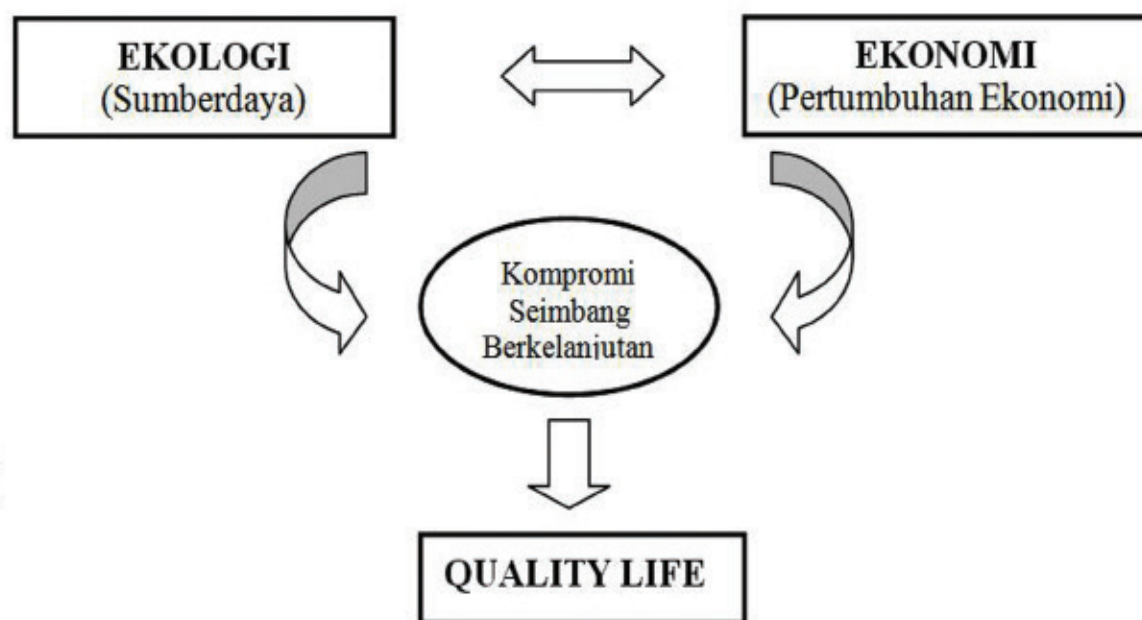 EKOLOGI
(Sumberdaya)
EKONOMI
(Pertumbuhan Ekonomi)
Kompromi
Seimbang
Berkelanjutan
QUALITY LIFE